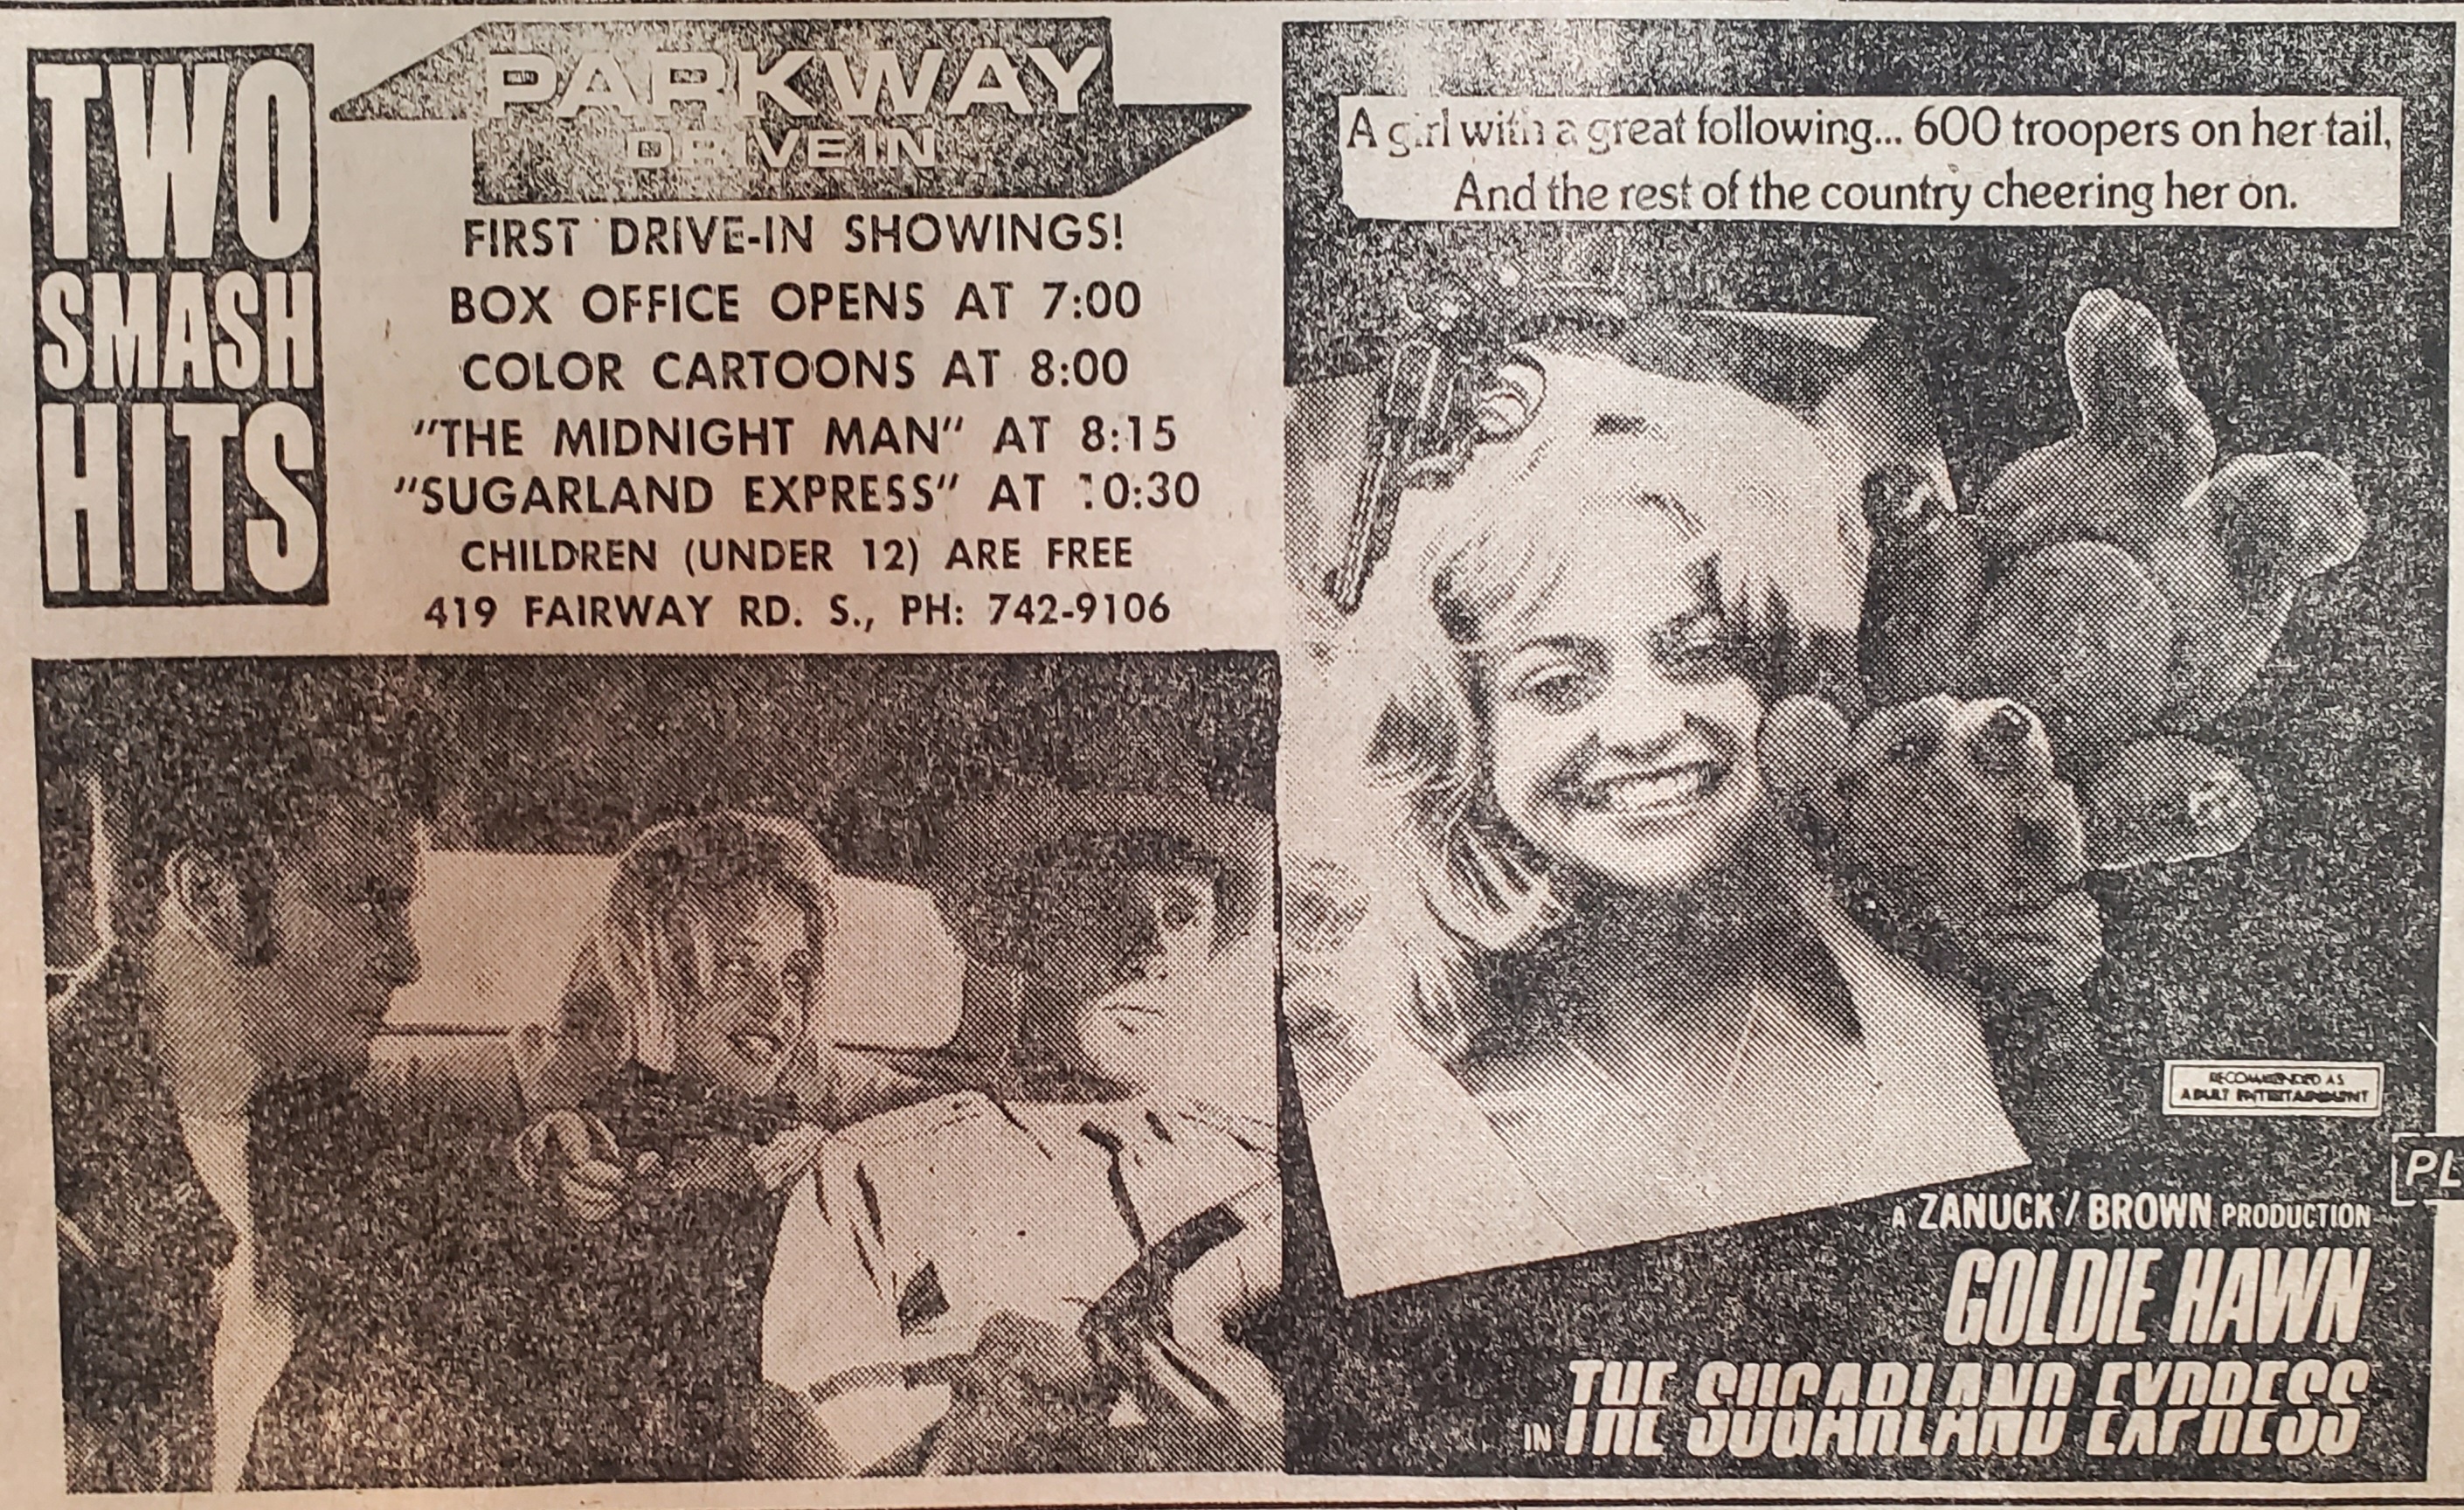 TWO
SMASH
HITS
PARKWAY
DRIVE IN
FIRST DRIVE-IN SHOWINGS!
BOX OFFICE OPENS AT 7:00
COLOR CARTOONS AT 8:00
"THE MIDNIGHT MAN" AT 8:15
"SUGARLAND EXPRESS" AT 10:30
CHILDREN (UNDER 12) ARE FREE
419 FAIRWAY RD. S., PH: 742-9106
A girl with a great following... 600 troopers on her tail,
And the rest of the country cheering her on.
RECOMMENDED AS
ADULT ENTERTAINMENT
PL
A ZANUCK / BROWN PRODUCTION
GOLDIE HAWN
IN THE SUGARLAND EXPRESS